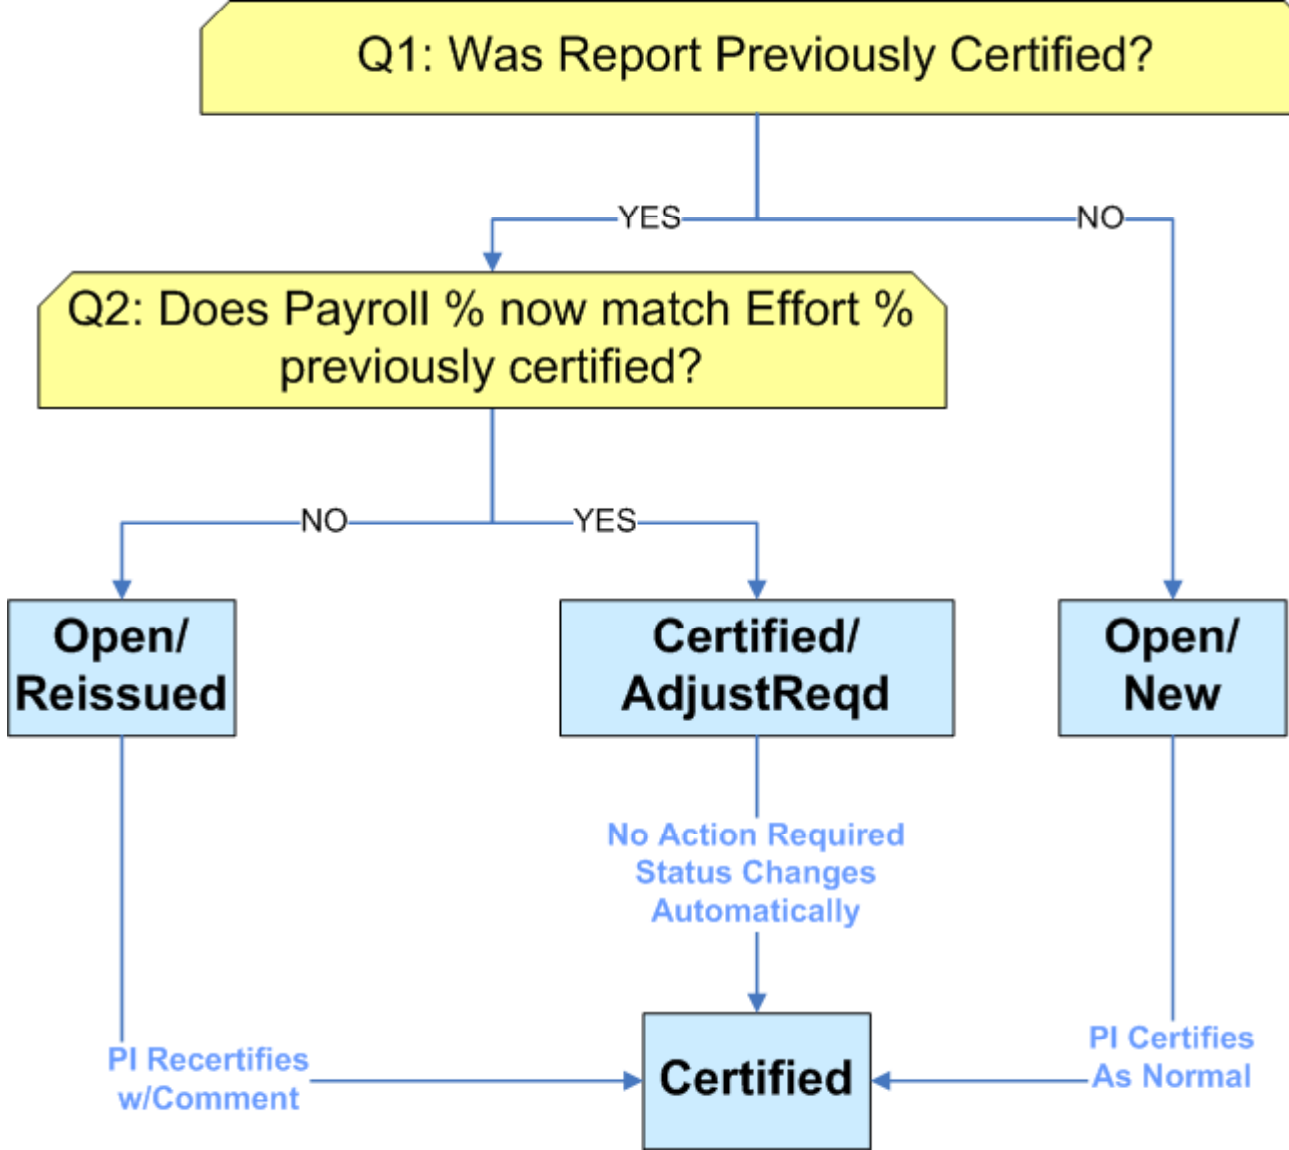 Q1: Was Report Previously Certified?
YES
NO
Q2: Does Payroll % now match Effort %
previously certified?
NO
YES
Open/
Reissued
Certified/
AdjustReqd
Open/
New
No Action Required
Status Changes
Automatically
PI Recertifies
w/Comment
Certified
PI Certifies
As Normal